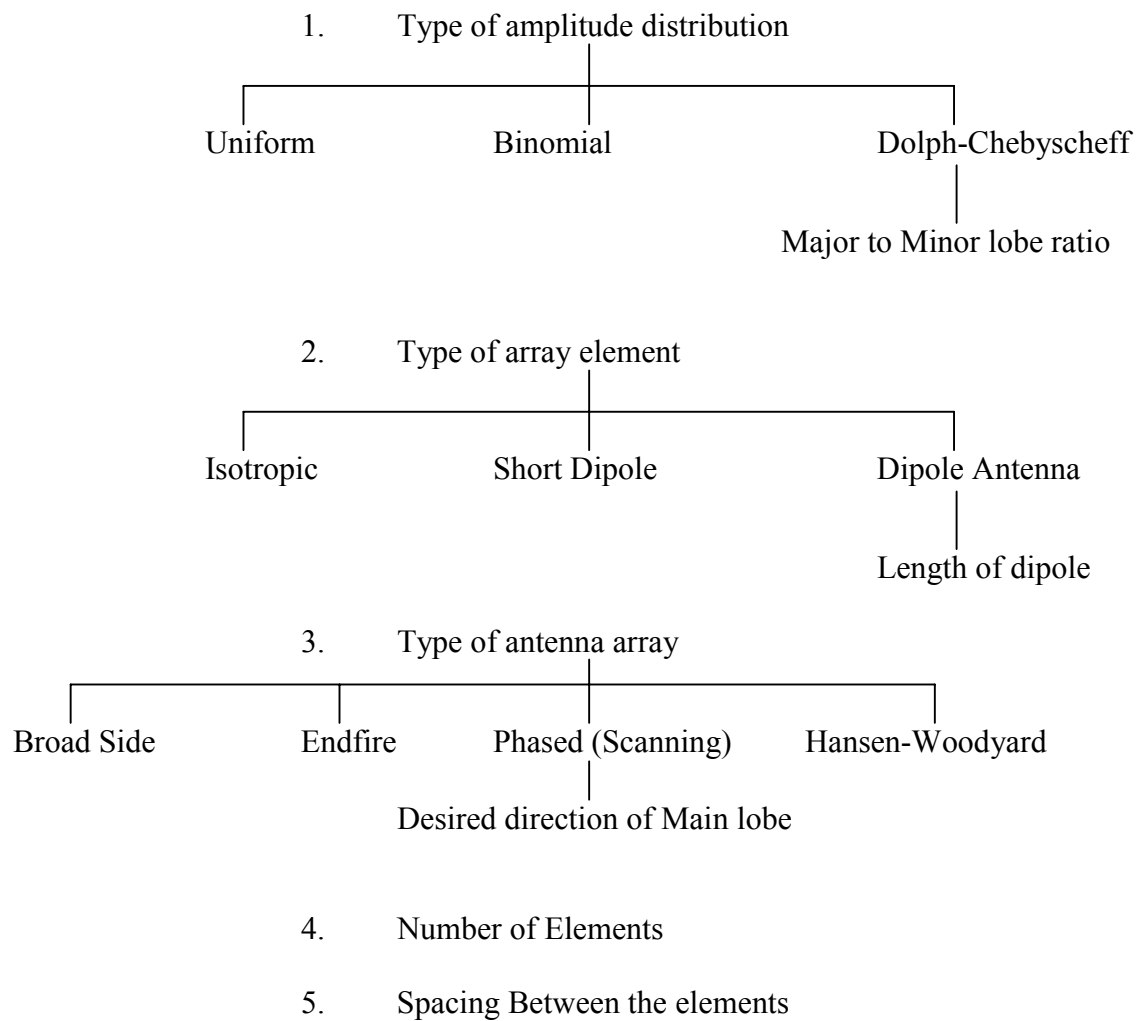 1. Type of amplitude distribution
Uniform Binomial Dolph-Chebyscheff
Major to Minor lobe ratio
2. Type of array element
Isotropic Short Dipole Dipole Antenna
Length of dipole
3. Type of antenna array
Broad Side Endfire Phased (Scanning) Hansen-Woodyard
Desired direction of Main lobe
4. Number of Elements
5. Spacing Between the elements